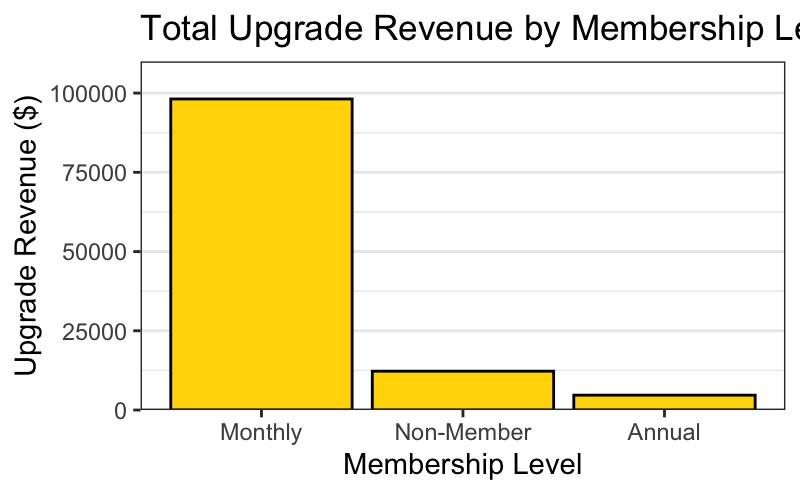 Total Upgrade Revenue by Membership Le
Upgrade Revenue ($)
100000
75000
50000
25000
0
Monthly
Non-Member
Annual
Membership Level